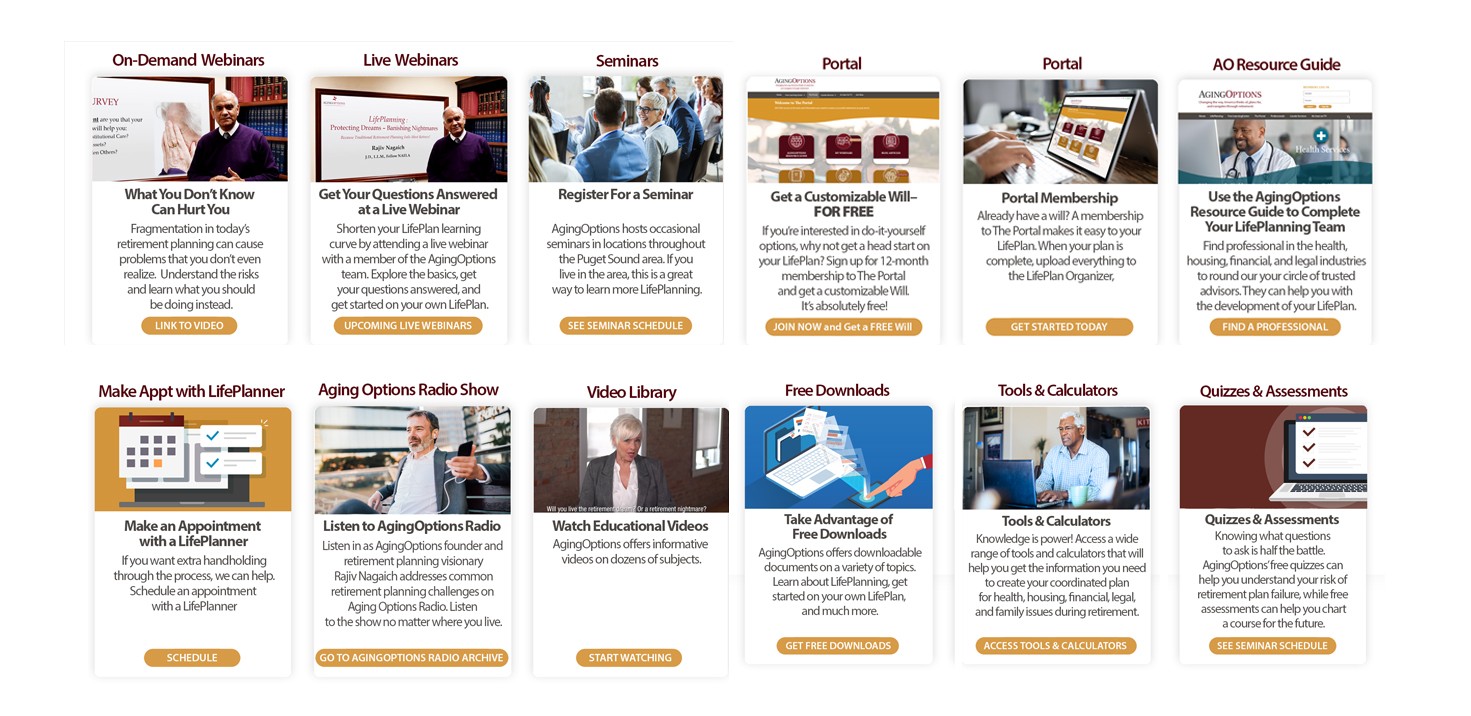 On-Demand Webinars
URVEY
are you that your
will help you:
titutional Care?
sets?
en Others?
What You Don't Know
Can Hurt You
Fragmentation in today's
retirement planning can cause
problems that you don't even
realize. Understand the risks
and learn what you should
be doing instead.
LINK TO VIDEO
Live Webinars
AGINGOPTIONS
LifePlanning:
Protecting Dreams – Banishing Nightmares
Rajiv Nagaich
J.D., LL.M., Fellow NAELA
Get Your Questions Answered
at a Live Webinar
Shorten your LifePlan learning
curve by attending a live webinar
with a member of the AgingOptions
team. Explore the basics, get
your questions answered, and
get started on your own LifePlan.
UPCOMING LIVE WEBINARS
Seminars
Register For a Seminar
AgingOptions hosts occasional
seminars in locations throughout
the Puget Sound area. If you
live in the area, this is a great
way to learn more LifePlanning.
SEE SEMINAR SCHEDULE
Portal
AGINGOPTIONS
Welcome to The Portal
Get a Customizable Will–
FOR FREE
If you're interested in do-it-yourself
options, why not get a head start on
your LifePlan? Sign up for 12-month
membership to The Portal
and get a customizable Will.
It's absolutely free!
JOIN NOW and Get a FREE Will
Portal
Portal Membership
Already have a will? A membership
to The Portal makes it easy to your
LifePlan. When your plan is
complete, upload everything to
the LifePlan Organizer,
GET STARTED TODAY
AO Resource Guide
AGINGOPTIONS
Health Services
Use the AgingOptions
Resource Guide to Complete
Your LifePlanning Team
Find professional in the health,
housing, financial, and legal industries
to round our your circle of trusted
advisors. They can help you with
the development of your LifePlan.
FIND A PROFESSIONAL
Make Appt with LifePlanner
Make an Appointment
with a LifePlanner
If you want extra handholding
through the process, we can help.
Schedule an appointment
with a LifePlanner
SCHEDULE
Aging Options Radio Show
Listen to AgingOptions Radio
Listen in as AgingOptions founder and
retirement planning visionary
Rajiv Nagaich addresses common
retirement planning challenges on
Aging Options Radio. Listen
to the show no matter where you live.
GO TO AGINGOPTIONS RADIO ARCHIVE
Video Library
Will you live the retirement dream? Or a retirement nightmare?
Watch Educational Videos
AgingOptions offers informative
videos on dozens of subjects.
START WATCHING
Free Downloads
Take Advantage of
Free Downloads
AgingOptions offers downloadable
documents on a variety of topics.
Learn about LifePlanning, get
started on your own LifePlan,
and much more.
GET FREE DOWNLOADS
Tools & Calculators
KIT
Tools & Calculators
Knowledge is power! Access a wide
range of tools and calculators that will
help you get the information you need
to create your coordinated plan
for health, housing, financial, legal,
and family issues during retirement.
ACCESS TOOLS & CALCULATORS
Quizzes & Assessments
Quizzes & Assessments
Knowing what questions
to ask is half the battle.
AgingOptions' free quizzes can
help you understand your risk of
retirement plan failure, while free
assessments can help you chart
a course for the future.
SEE SEMINAR SCHEDULE